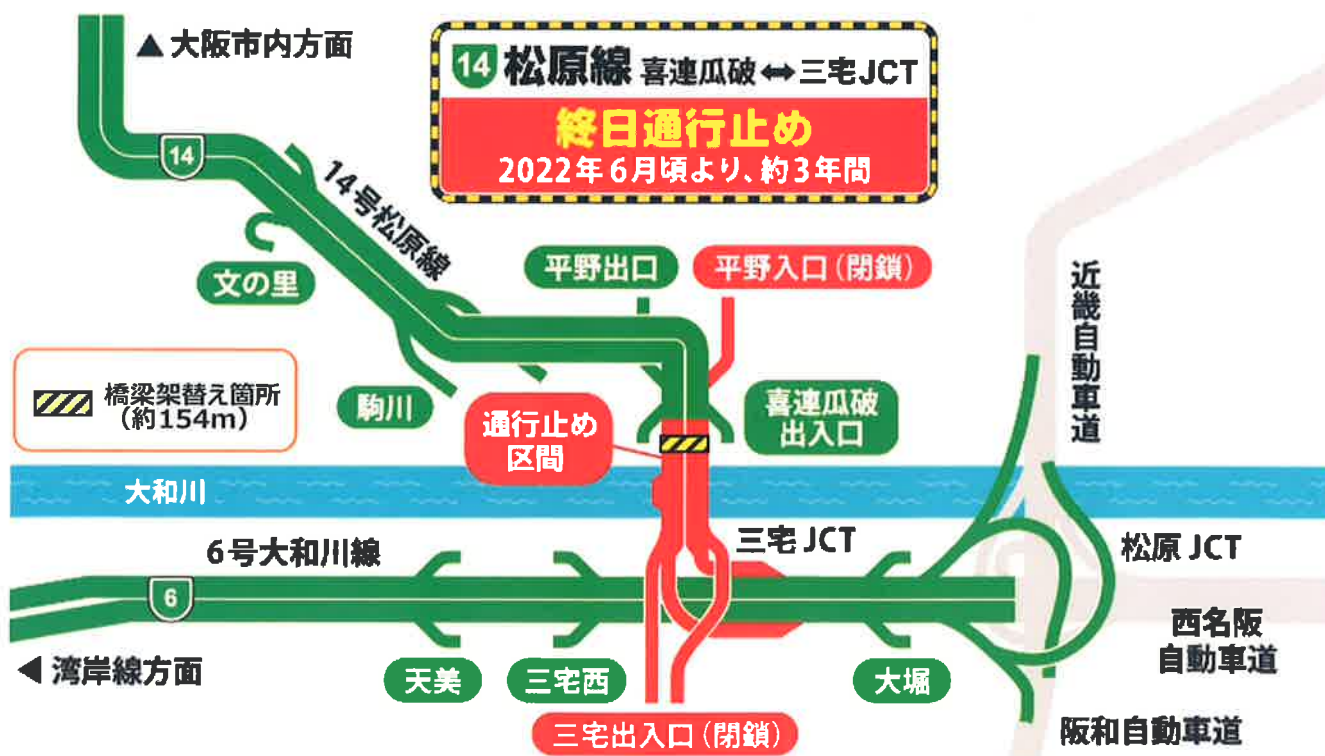 ▲大阪市内方面
14 松原線 喜連瓜破⬌三宅JCT
終日通行止め
2022年6月頃より、約3年間
14
14号松原線
文の里
平野出口
平野入口(閉鎖)
近畿自動車道
橋梁架替え箇所
(約154m)
駒川
通行止め
区間
喜連瓜破
出入口
大和川
6号大和川線
三宅JCT
松原JCT
6
西名阪
自動車道
◀湾岸線方面
天美
三宅西
大堀
三宅出入口(閉鎖)
阪和自動車道